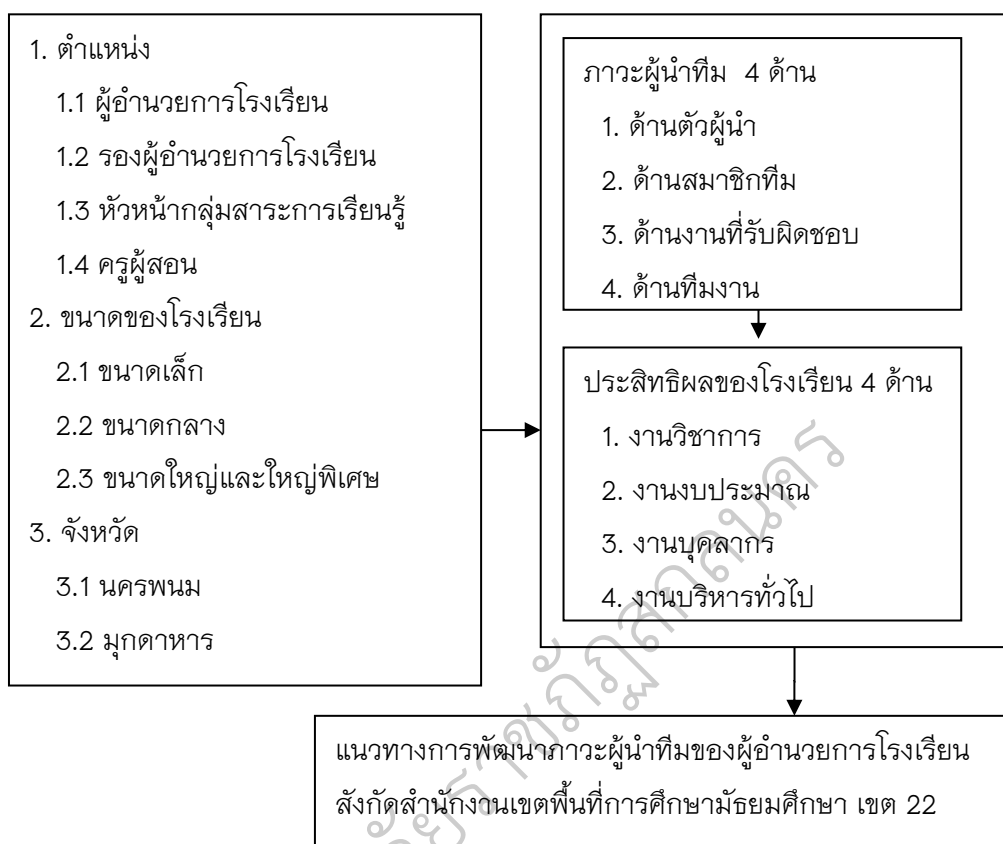 1. ตำแหน่ง
1.1 ผู้อำนวยการโรงเรียน
1.2 รองผู้อำนวยการโรงเรียน
1.3 หัวหน้ากลุ่มสาระการเรียนรู้
1.4 ครูผู้สอน
2. ขนาดของโรงเรียน
2.1 ขนาดเล็ก
2.2 ขนาดกลาง
2.3 ขนาดใหญ่และใหญ่พิเศษ
3. จังหวัด
3.1 นครพนม
3.2 มุกดาหาร
ภาวะผู้นำทีม 4 ด้าน
1. ด้านตัวผู้นำ
2. ด้านสมาชิกทีม
3. ด้านงานที่รับผิดชอบ
4. ด้านทีมงาน
ประสิทธิผลของโรงเรียน 4 ด้าน
1. งานวิชาการ
2. งานงบประมาณ
3. งานบุคลากร
4. งานบริหารทั่วไป
แนวทางการพัฒนาภาวะผู้นำทีมของผู้อำนวยการโรงเรียน
สังกัดสำนักงานเขตพื้นที่การศึกษามัธยมศึกษา เขต 22
ราชภัฏสกลนคร